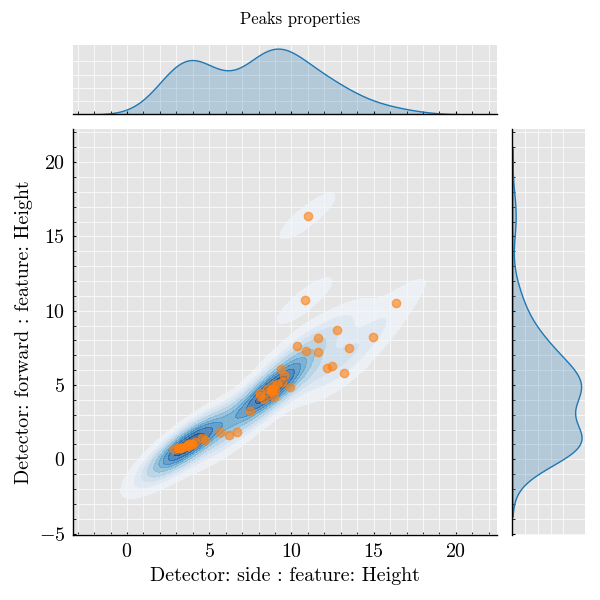 Peaks properties
Detector: forward : feature: Height
20
15
10
5
0
−5
0 5 10 15 20
Detector: side : feature: Height